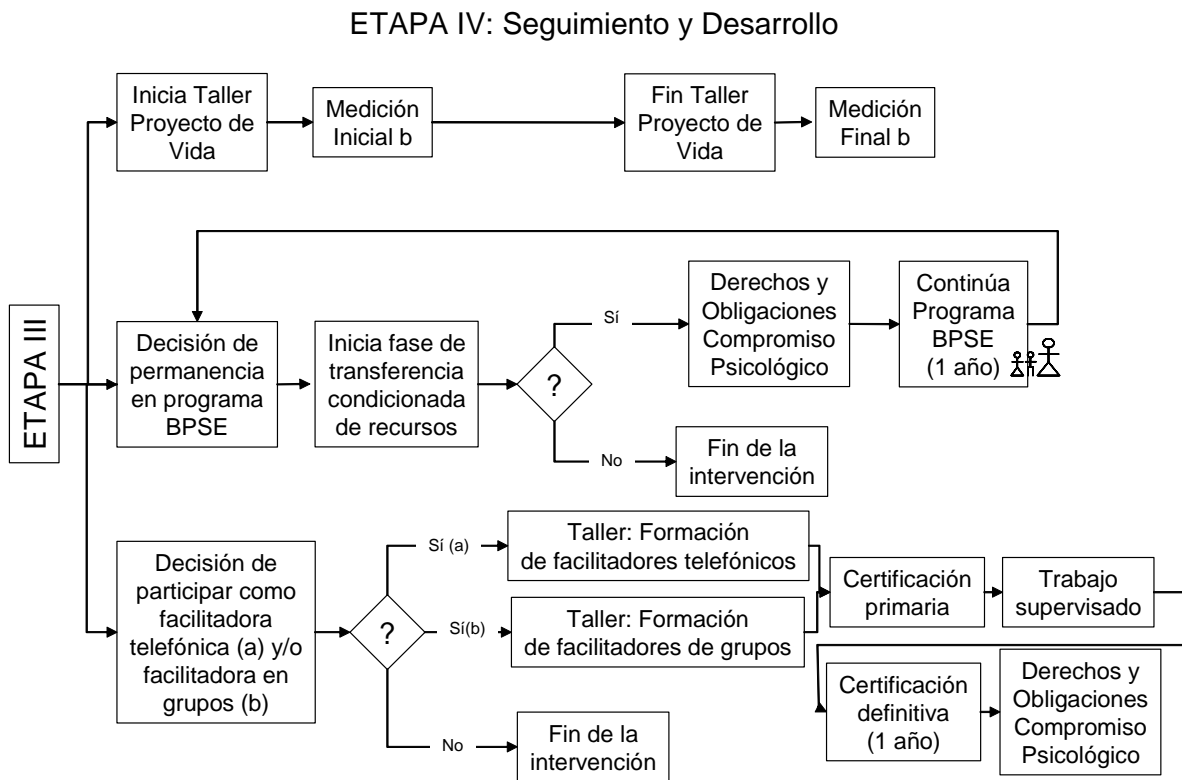 ETAPA IV: Seguimiento y Desarrollo
ETAPA III
Inicia Taller
Proyecto de
Vida
Medición
Inicial b
Fin Taller
Proyecto de
Vida
Medición
Final b
Decisión de
permanencia
en programa
BPSE
Inicia fase de
transferencia
condicionada
de recursos
?
Sí
Derechos y
Obligaciones
Compromiso
Psicológico
Continúa
Programa
BPSE
(1 año)
No
Fin de la
intervención
Decisión de
participar como
facilitadora
telefónica (a) y/o
facilitadora en
grupos (b)
?
Sí (a)
Taller: Formación
de facilitadores telefónicos
Sí(b)
Taller: Formación
de facilitadores de grupos
No
Fin de la
intervención
Certificación
primaria
Trabajo
supervisado
Certificación
definitiva
(1 año)
Derechos y
Obligaciones
Compromiso
Psicológico